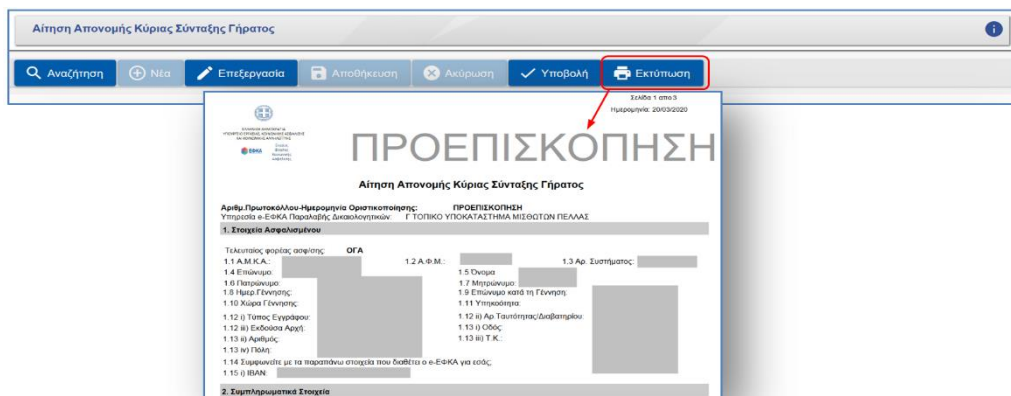 Αίτηση Απονομής Κύριας Σύνταξης Γήρατος
Αναζήτηση Νέα Επεξεργασία Αποθήκευση Ακύρωση Υποβολή Εκτύπωση
Σελίδα 1 απο 3
Ημερομηνία: 20/03/2020
ΕΦΚΑ
ΠΡΟΕΠΙΣΚΟΠΗΣΗ
Αίτηση Απονομής Κύριας Σύνταξης Γήρατος
Αριθμ.Πρωτοκόλλου-Ημερομηνία Οριστικοποίησης: ΠΡΟΕΠΙΣΚΟΠΗΣΗ
Υπηρεσία e-ΕΦΚΑ Παραλαβής Δικαιολογητικών: Γ ΤΟΠΙΚΟ ΥΠΟΚΑΤΑΣΤΗΜΑ ΜΙΣΘΩΤΩΝ ΠΕΛΛΑΣ
1. Στοιχεία Ασφαλισμένου
Τελευταίος φορέας ασφ/σης: ΟΓΑ
1.1 Α.Μ.Κ.Α.: 1.2 Α.Φ.Μ.: 1.3 Αρ. Συστήματος:
1.4 Επώνυμο: 1.5 Όνομα
1.6 Πατρώνυμο: 1.7 Μητρώνυμο:
1.8 Ημερ.Γέννησης: 1.9 Επώνυμο κατά τη Γέννηση:
1.10 Χώρα Γέννησης: 1.11 Υπηκοότητα:
1.12 i) Τύπος Εγγράφου: 1.12 ii) Αρ Ταυτότητας/Διαβατηρίου:
1.12 iii) Εκδούσα Αρχή: 1.13 i) Οδός:
1.13 ii) Αριθμός: 1.13 iii) Τ.Κ.:
1.13 iv) Πόλη:
1.14 Συμφωνείτε με τα παραπάνω στοιχεία που διαθέτει ο e-ΕΦΚΑ για εσάς;
1.15 i) IBAN:
2. Συμπληρωματικά Στοιχεία